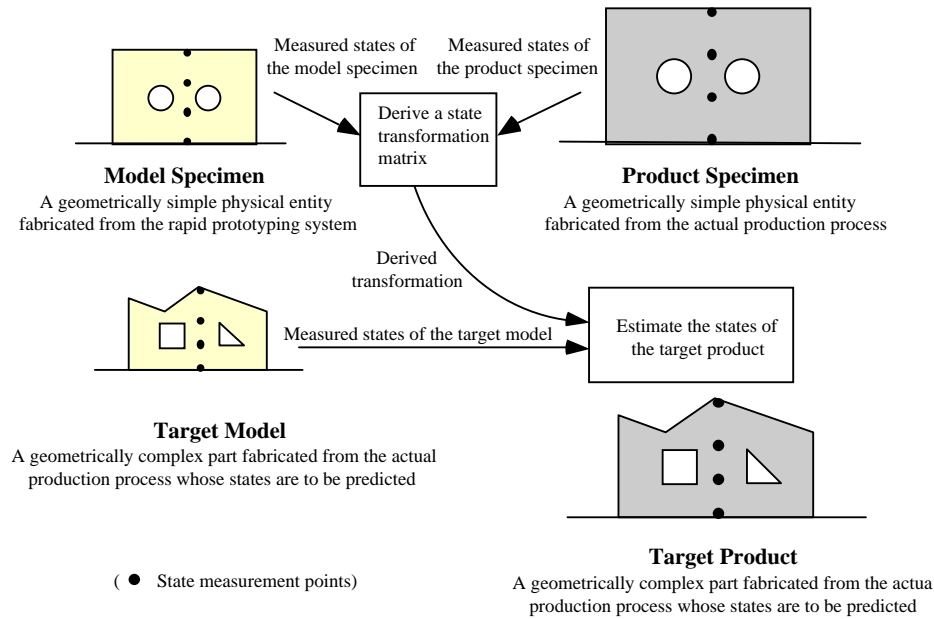 Measured states of
the model specimen
Measured states of
the product specimen
Derive a state
transformation
matrix
Model Specimen
A geometrically simple physical entity
fabricated from the rapid prototyping system
Product Specimen
A geometrically simple physical entity
fabricated from the actual production process
Derived
transformation
Measured states of the target model
Estimate the states of
the target product
Target Model
A geometrically complex part fabricated from the actual
production process whose states are to be predicted
Target Product
A geometrically complex part fabricated from the actua
production process whose states are to be predicted
( ● State measurement points)